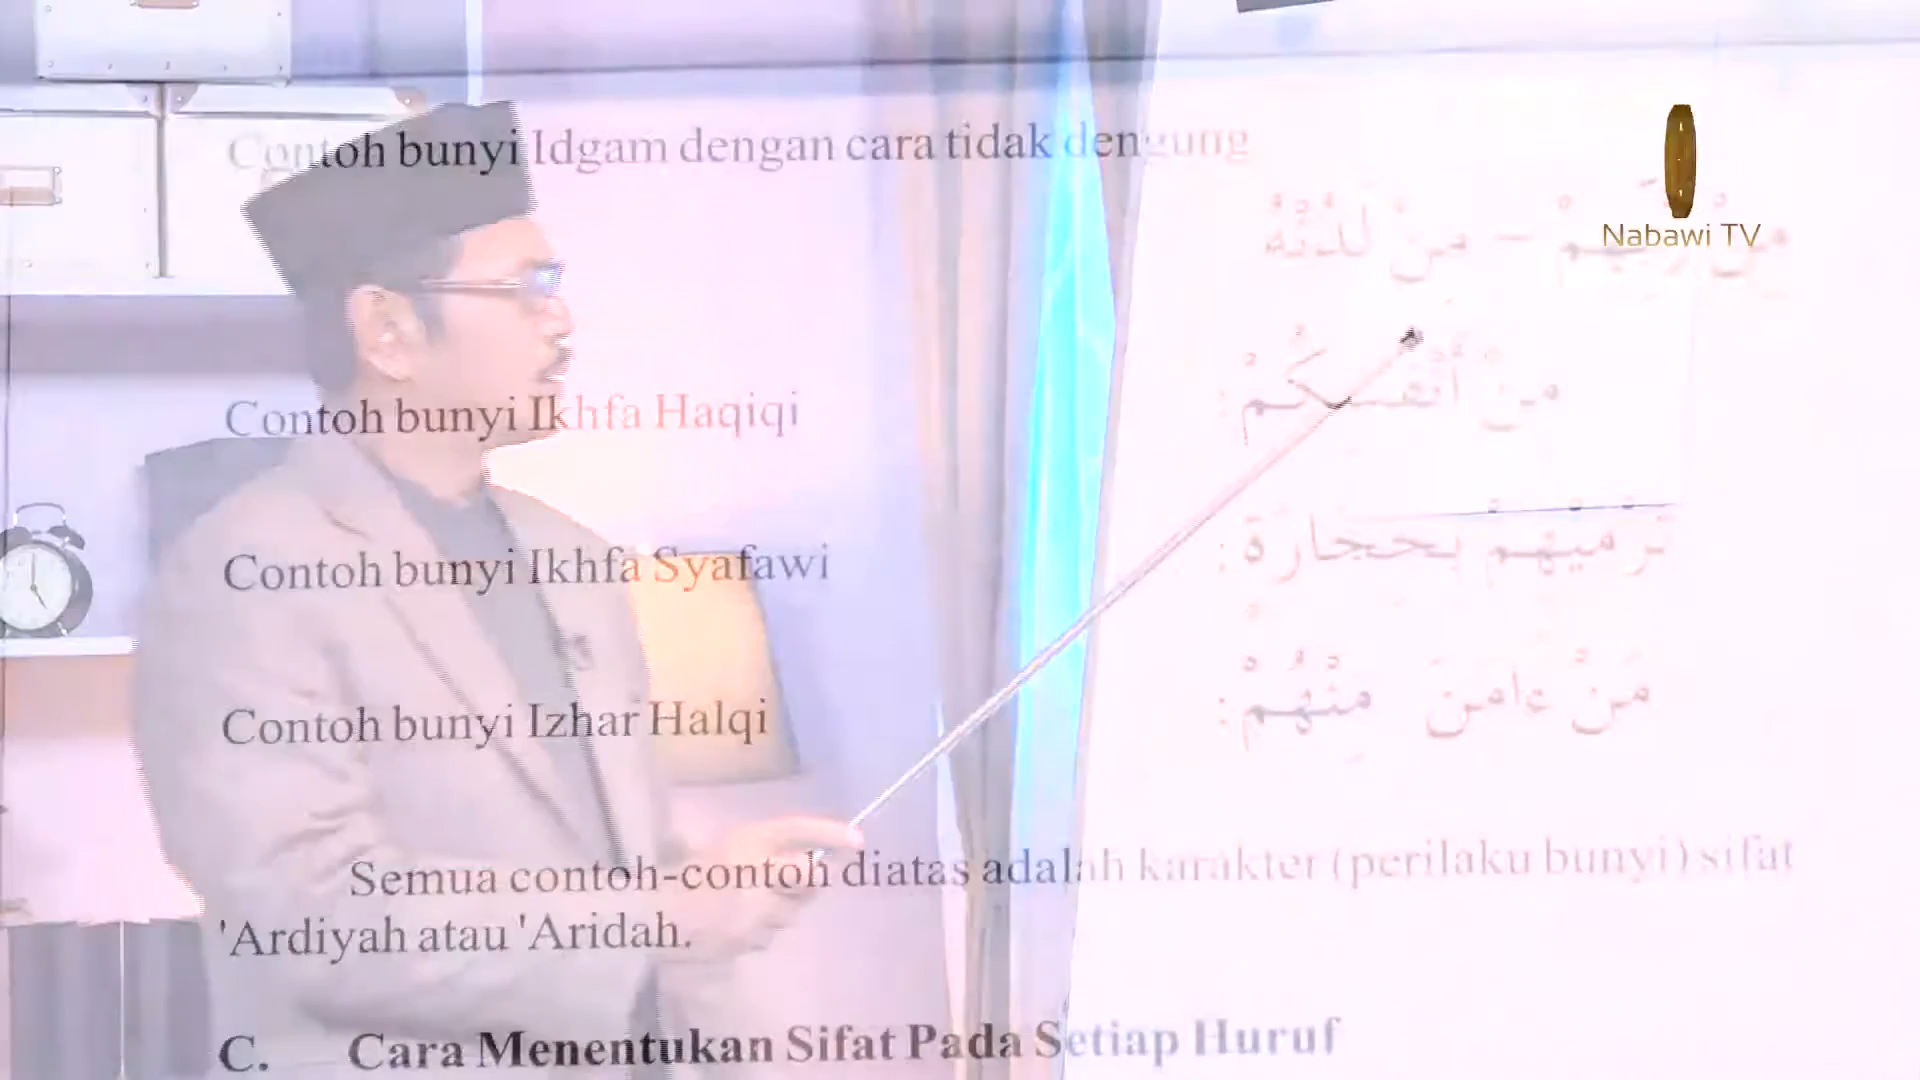 Contoh bunyi Idgam dengan cara tidak dengung
Nabawi TV
مِنْ رَّبِّهِمْ – مِنْ لَدُنْهُ
Contoh bunyi Ikhfa Haqiqi
: مِنْ أَنْفُسِكُمْ
Contoh bunyi Ikhfa Syafawi
: تَرْمِيْهِمْ بِحِجَارَةٍ
Contoh bunyi Izhar Halqi
: مَنْ ءَامَنَ مِنْهُمْ
Semua contoh-contoh diatas adalah karakter (perilaku bunyi) sifat
'Ardiyah atau 'Aridah.
C. Cara Menentukan Sifat Pada Setiap Huruf